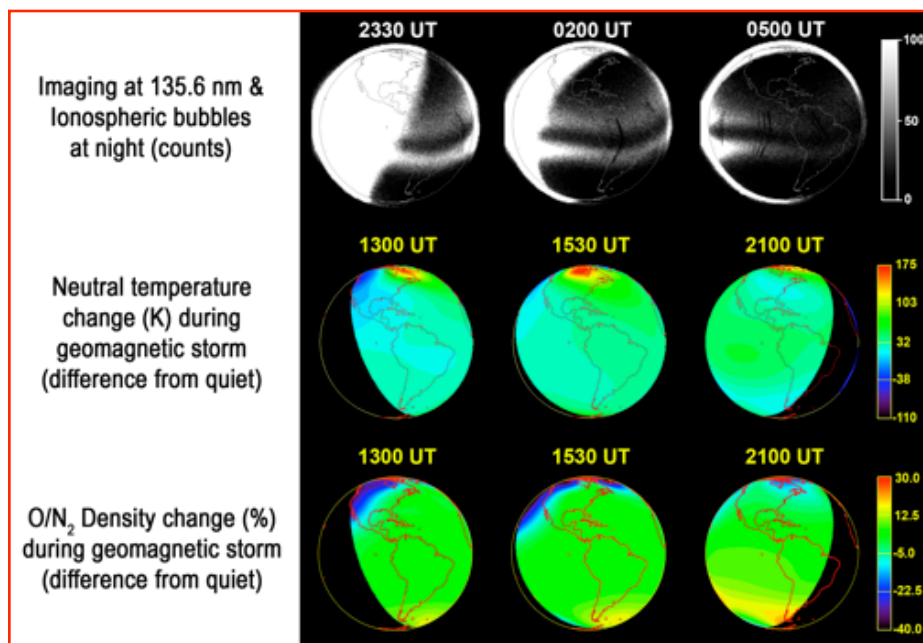 2330 UT 0200 UT 0500 UT
Imaging at 135.6 nm &
Ionospheric bubbles
at night (counts)
100
50
0
1300 UT 1530 UT 2100 UT
Neutral temperature
change (K) during
geomagnetic storm
(difference from quiet)
175
103
32
-38
-110
1300 UT 1530 UT 2100 UT
O/N₂ Density change (%)
during geomagnetic storm
(difference from quiet)
30.0
12.5
-5.0
-22.5
-40.0